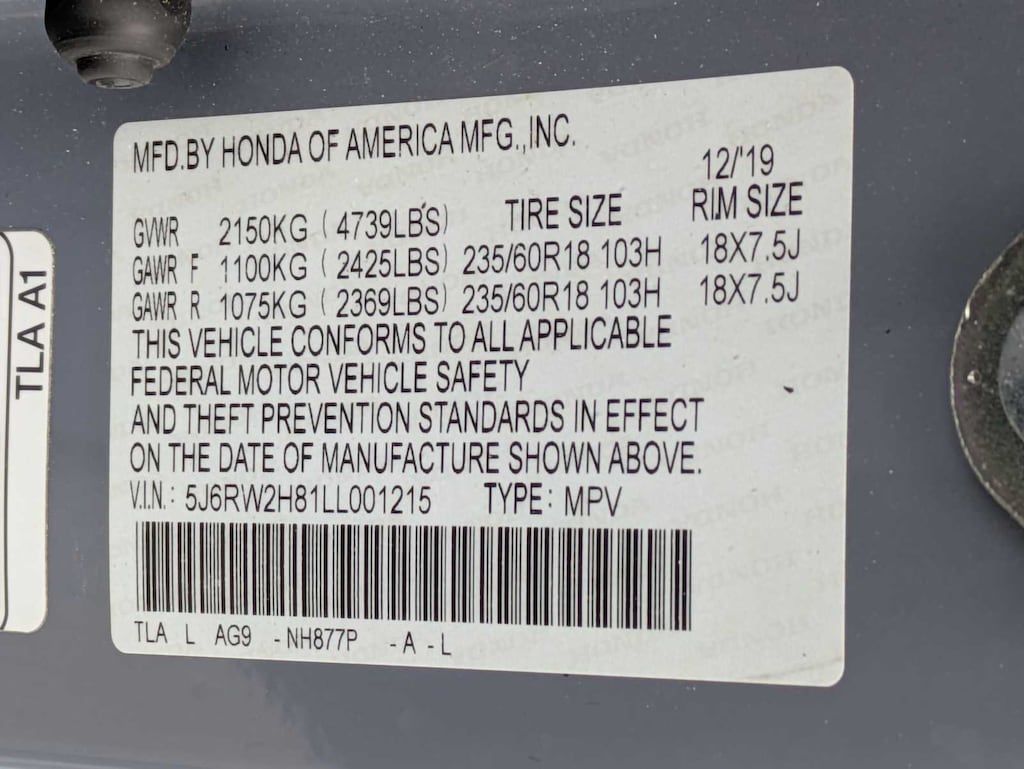 MFD.BY HONDA OF AMERICA MFG.,INC.
12/'19
GVWR 2150KG (4739LBS) TIRE SIZE RIM SIZE
GAWR F 1100KG (2425LBS) 235/60R18 103H 18X7.5J
GAWR R 1075KG (2369LBS) 235/60R18 103H 18X7.5J
THIS VEHICLE CONFORMS TO ALL APPLICABLE
FEDERAL MOTOR VEHICLE SAFETY
AND THEFT PREVENTION STANDARDS IN EFFECT
ON THE DATE OF MANUFACTURE SHOWN ABOVE.
V.I.N.: 5J6RW2H81LL001215 TYPE: MPV
TLA L AG9 -NH877P -A -L
TLA A1